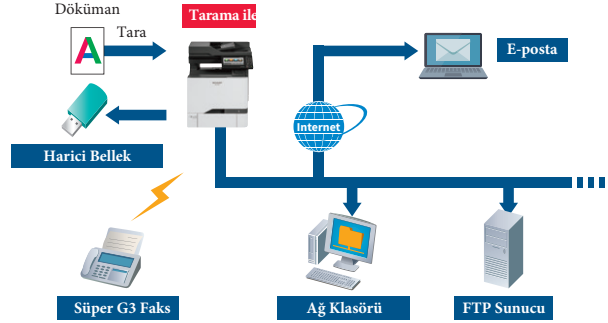 Döküman
Tara
A
Tarama ile
E-posta
Internet
Harici Bellek
Süper G3 Faks
Ağ Klasörü
FTP Sunucu